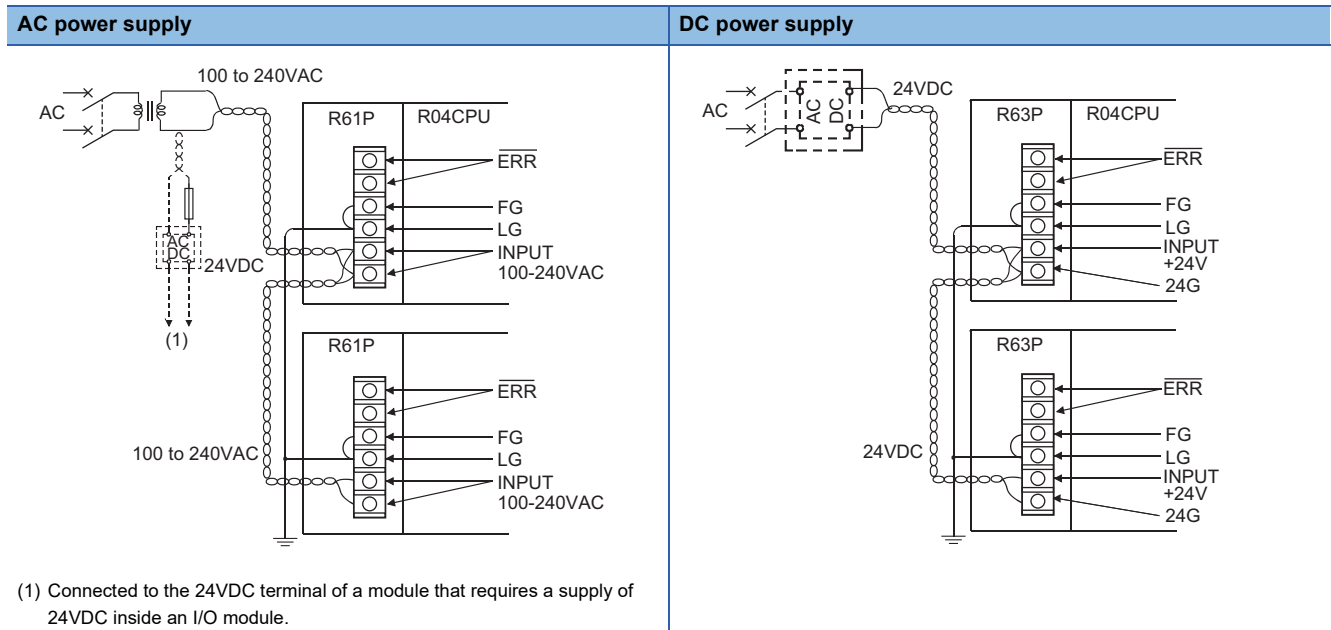 AC power supply
DC power supply
100 to 240VAC
AC
R61P
R04CPU
ERR
FG
LG
INPUT
100-240VAC
AC
DC
24VDC
(1)
R61P
ERR
FG
LG
INPUT
100-240VAC
100 to 240VAC
(1) Connected to the 24VDC terminal of a module that requires a supply of
24VDC inside an I/O module.
AC
AC
DC
24VDC
R63P
R04CPU
ERR
FG
LG
INPUT
+24V
24G
R63P
ERR
FG
LG
INPUT
+24V
24G
24VDC